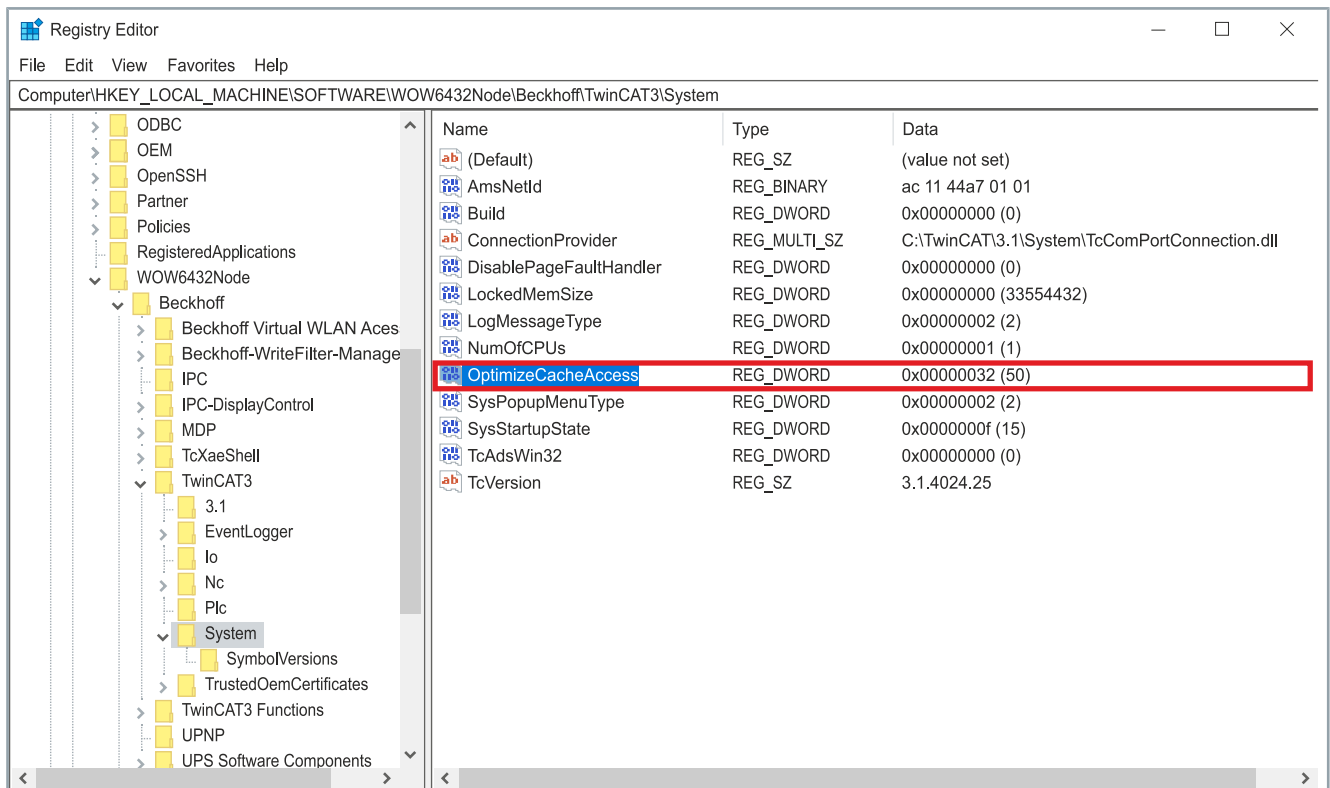 Registry Editor
File Edit View Favorites Help
Computer\HKEY_LOCAL_MACHINE\SOFTWARE\WOW6432Node\Beckhoff\TwinCAT3\System
ODBC
OEM
OpenSSH
Partner
Policies
RegisteredApplications
WOW6432Node
Beckhoff
Beckhoff Virtual WLAN Aces
Beckhoff-WriteFilter-Manage
IPC
IPC-DisplayControl
MDP
TcXaeShell
TwinCAT3
3.1
EventLogger
Io
Nc
Plc
System
SymbolVersions
TrustedOemCertificates
TwinCAT3 Functions
UPNP
UPS Software Components
Name Type Data
ab (Default) REG_SZ (value not set)
AmsNetId REG_BINARY ac 11 44a7 01 01
Build REG_DWORD 0x00000000 (0)
ab ConnectionProvider REG_MULTI_SZ C:\TwinCAT\3.1\System\TcComPortConnection.dll
DisablePageFaultHandler REG_DWORD 0x00000000 (0)
LockedMemSize REG_DWORD 0x00000000 (33554432)
LogMessageType REG_DWORD 0x00000002 (2)
NumOfCPUs REG_DWORD 0x00000001 (1)
OptimizeCacheAccess REG_DWORD 0x00000032 (50)
SysPopupMenuType REG_DWORD 0x00000002 (2)
SysStartupState REG_DWORD 0x0000000f (15)
TcAdsWin32 REG_DWORD 0x00000000 (0)
ab TcVersion REG_SZ 3.1.4024.25